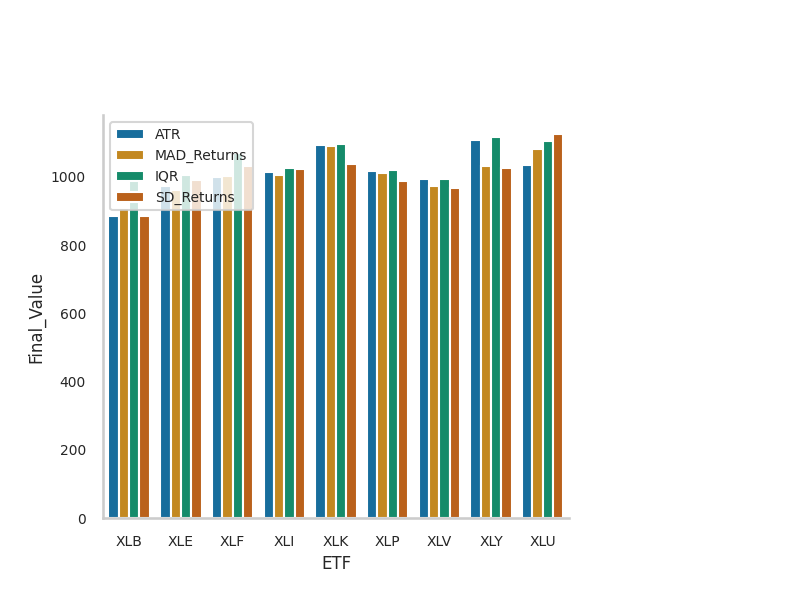 ATR
MAD_Returns
IQR
SD_Returns
1000
800
600
400
200
0
Final_Value
XLB XLE XLF XLI XLK XLP XLV XLY XLU
ETF